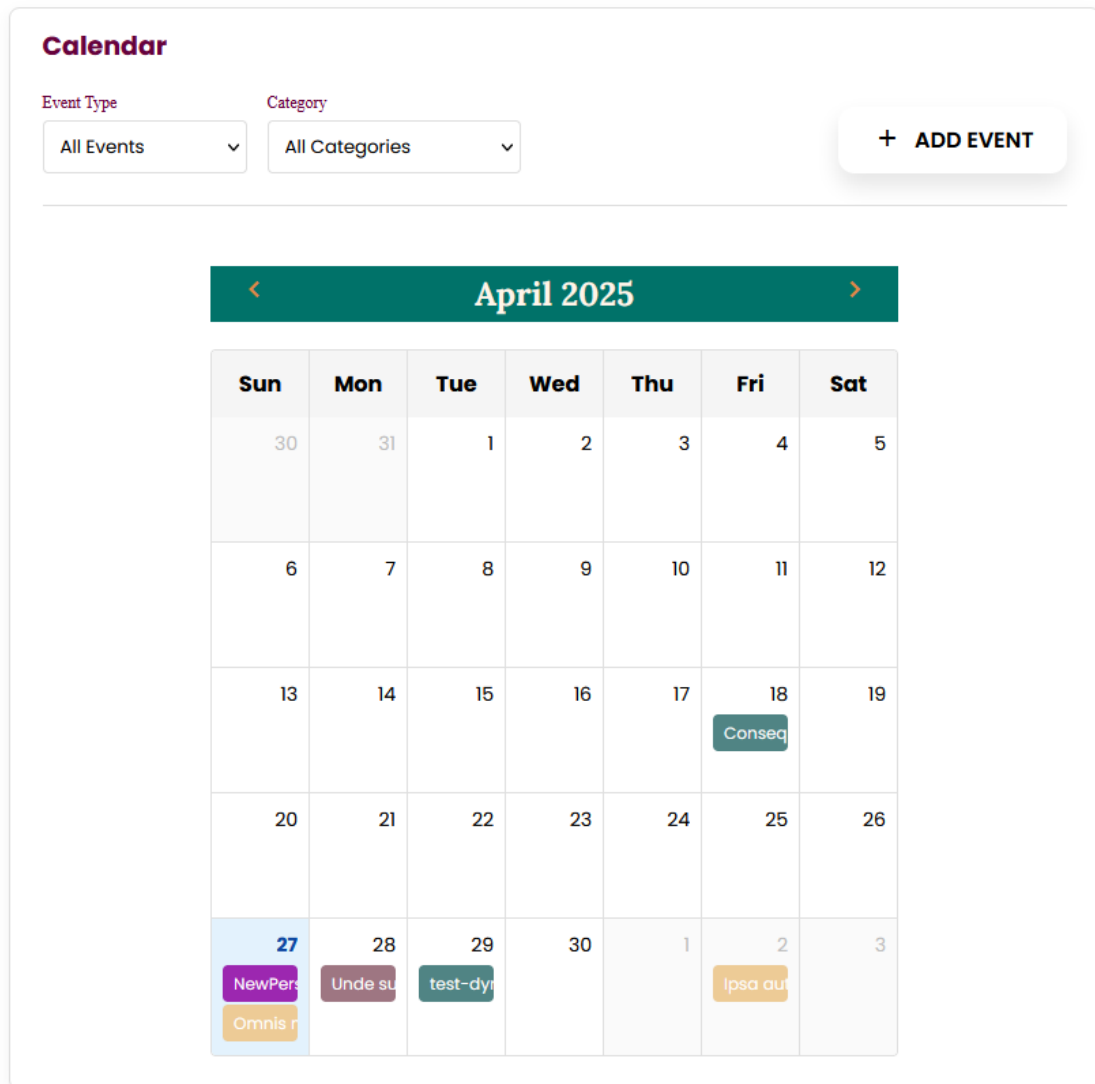 Calendar
Event Type Category
All Events All Categories
+ ADD EVENT
< April 2025 >
Sun Mon Tue Wed Thu Fri Sat
30 31 1 2 3 4 5
6 7 8 9 10 11 12
13 14 15 16 17 18 19
Conseq
20 21 22 23 24 25 26
27 28 29 30 1 2 3
NewPers Unde su test-dyn Ipsa aut
Omnis r